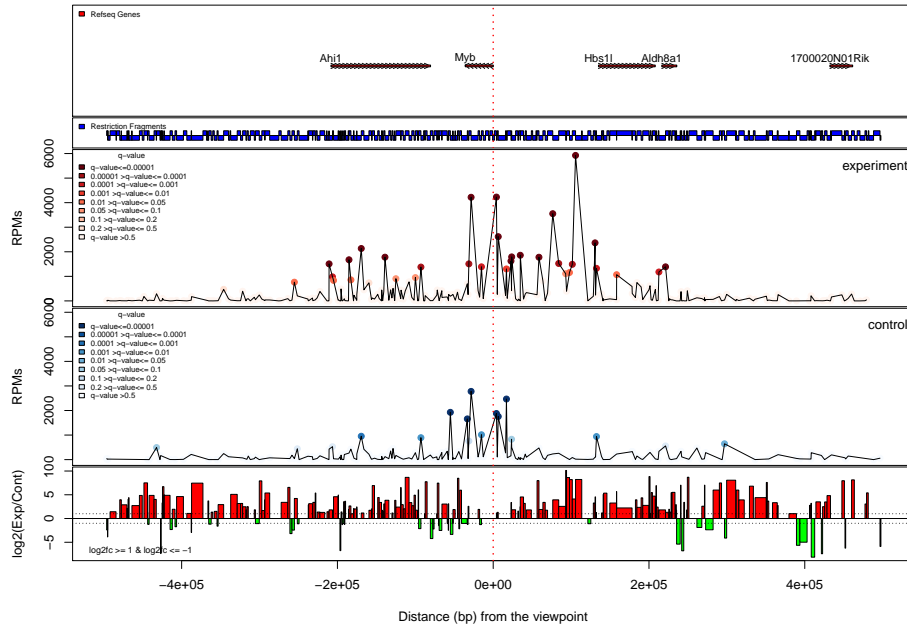 Refseq Genes
Ahi1
Myb
Hbs1l
Aldh8a1
1700020N01Rik
Restriction Fragments
experiment
RPMs
0 2000 4000 6000
q−value
q−value<=0.00001
0.00001 >q−value<= 0.0001
0.0001 >q−value<= 0.001
0.001 >q−value<= 0.01
0.01 >q−value<= 0.05
0.05 >q−value<= 0.1
0.1 >q−value<= 0.2
0.2 >q−value<= 0.5
q−value >0.5
control
RPMs
0 2000 4000 6000
q−value
q−value<=0.00001
0.00001 >q−value<= 0.0001
0.0001 >q−value<= 0.001
0.001 >q−value<= 0.01
0.01 >q−value<= 0.05
0.05 >q−value<= 0.1
0.1 >q−value<= 0.2
0.2 >q−value<= 0.5
q−value >0.5
log2(Exp/Cont)
−5 0 5 10
log2fc >= 1 & log2fc <= −1
−4e+05 −2e+05 0e+00 2e+05 4e+05
Distance (bp) from the viewpoint